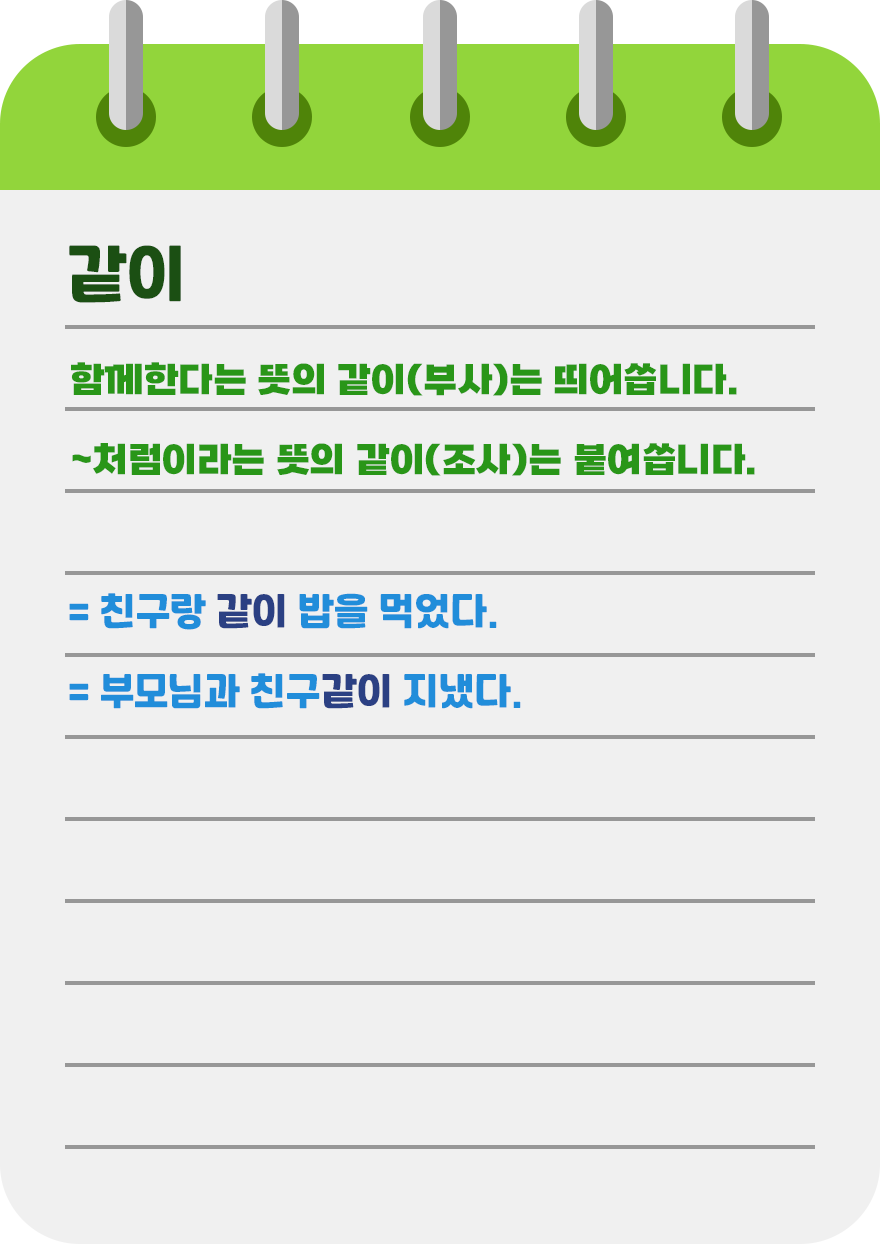 같이
함께한다는 뜻의 같이(부사)는 띄어씁니다.
~처럼이라는 뜻의 같이(조사)는 붙여씁니다.
= 친구랑 같이 밥을 먹었다.
= 부모님과 친구같이 지냈다.